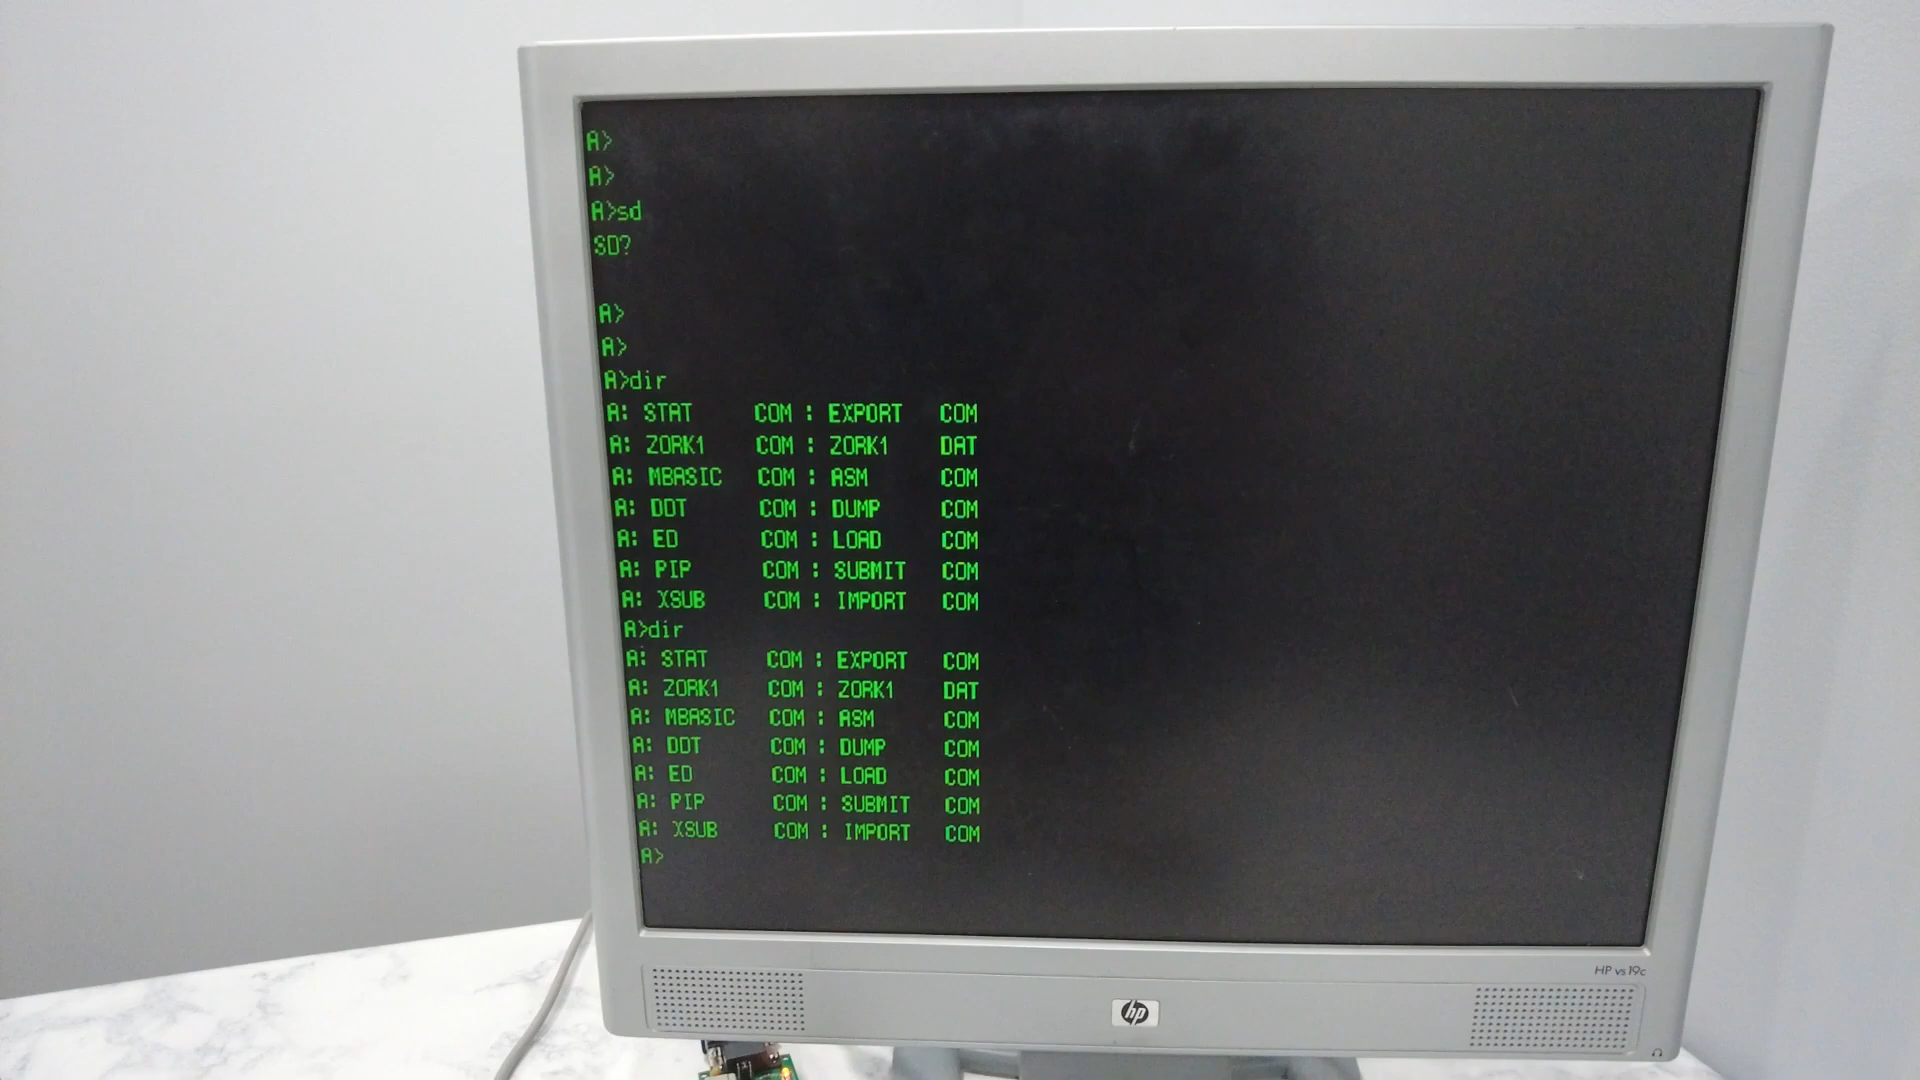 A>
A>
A>sd
SD?
A>
A>
A>dir
A: STAT COM : EXPORT COM
A: ZORK1 COM : ZORK1 DAT
A: MBASIC COM : ASM COM
A: DDT COM : DUMP COM
A: ED COM : LOAD COM
A: PIP COM : SUBMIT COM
A: XSUB COM : IMPORT COM
A>dir
A: STAT COM : EXPORT COM
A: ZORK1 COM : ZORK1 DAT
A: MBASIC COM : ASM COM
A: DDT COM : DUMP COM
A: ED COM : LOAD COM
A: PIP COM : SUBMIT COM
A: XSUB COM : IMPORT COM
A>
HP vs19c
hp